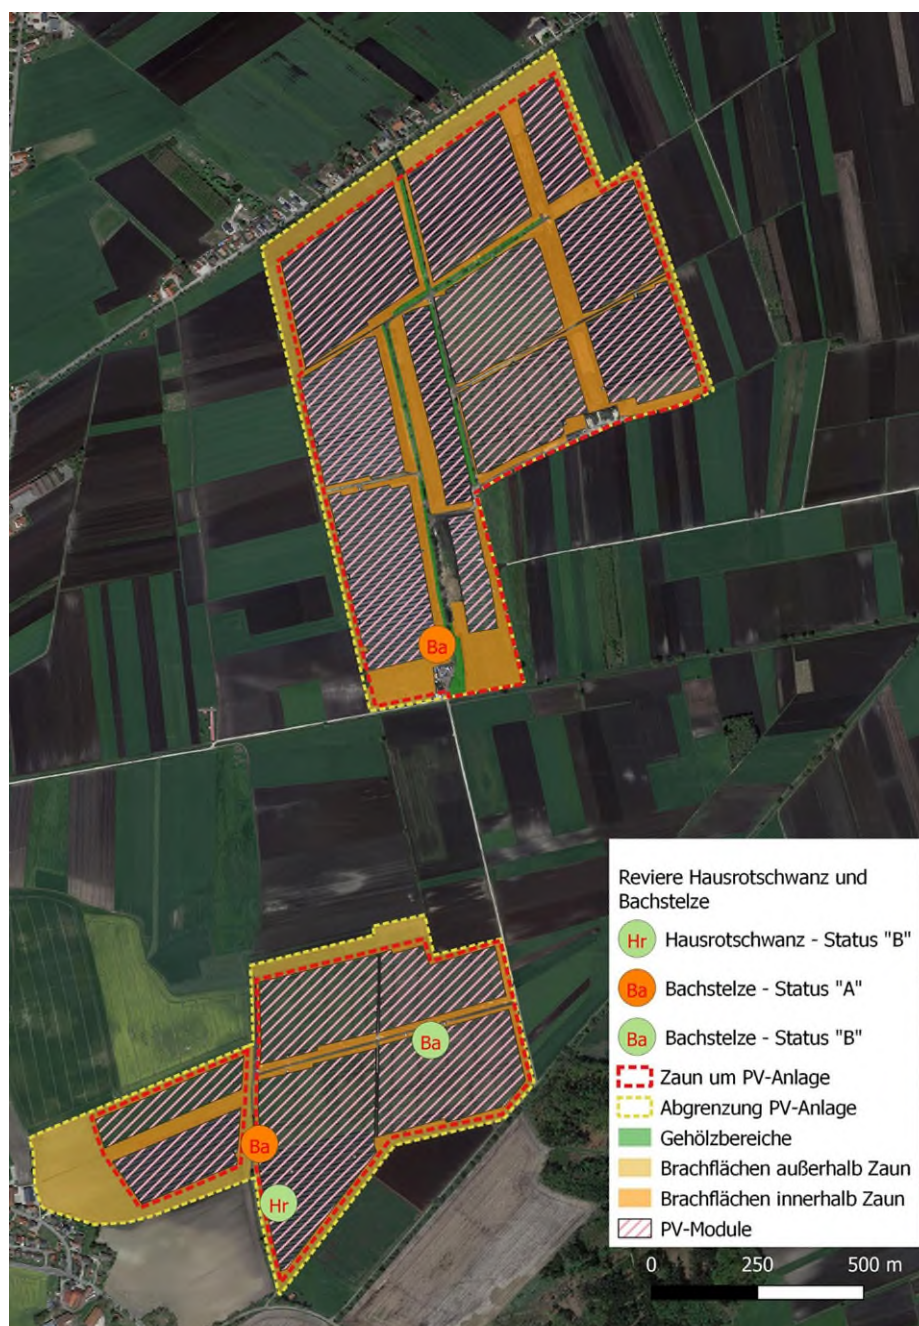 Ba
Ba
Ba
Hr
Reviere Hausrotschwanz und
Bachstelze
Hr Hausrotschwanz - Status "B"
Ba Bachstelze - Status "A"
Ba Bachstelze - Status "B"
Zaun um PV-Anlage
Abgrenzung PV-Anlage
Gehölzbereiche
Brachflächen außerhalb Zaun
Brachflächen innerhalb Zaun
PV-Module
0 250 500 m